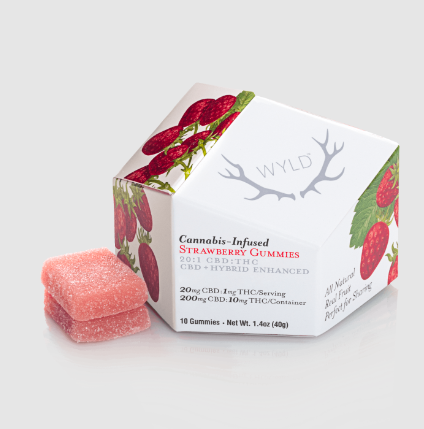 WYLD
Cannabis-Infused
STRAWBERRY GUMMIES
20:1 CBD:THC
CBD + HYBRID ENHANCED
20mg CBD:1mg THC/Serving
200mg CBD:10mg THC/Container
10 Gummies - Net Wt. 1.4oz (40g)
All Natural
Real Fruit
Perfect for Sharing